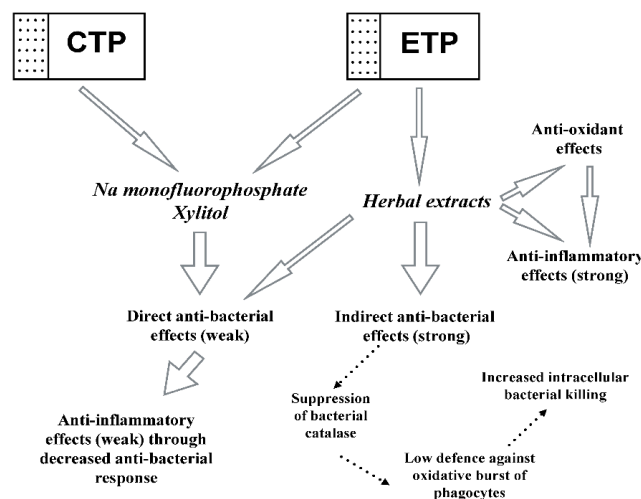 CTP
ETP
Anti-oxidant
effects
Na monofluorophosphate
Xylitol
Herbal extracts
Anti-inflammatory
effects (strong)
Direct anti-bacterial
effects (weak)
Indirect anti-bacterial
effects (strong)
Increased intracellular
bacterial killing
Suppression
of bacterial
catalase
Anti-inflammatory
effects (weak) through
decreased anti-bacterial
response
Low defence against
oxidative burst of
phagocytes